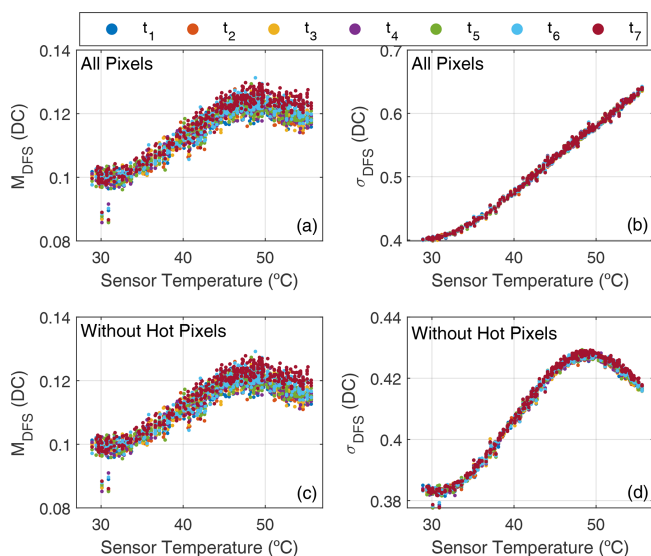 t1 t2 t3 t4 t5 t6 t7
All Pixels
0.14
0.12
0.1
0.08
30 40 50
MDFS (DC)
Sensor Temperature (ºC)
(a)
All Pixels
0.7
0.6
0.5
0.4
30 40 50
σDFS (DC)
Sensor Temperature (ºC)
(b)
Without Hot Pixels
0.14
0.12
0.1
0.08
30 40 50
MDFS (DC)
Sensor Temperature (ºC)
(c)
Without Hot Pixels
0.44
0.42
0.4
0.38
30 40 50
σDFS (DC)
Sensor Temperature (ºC)
(d)